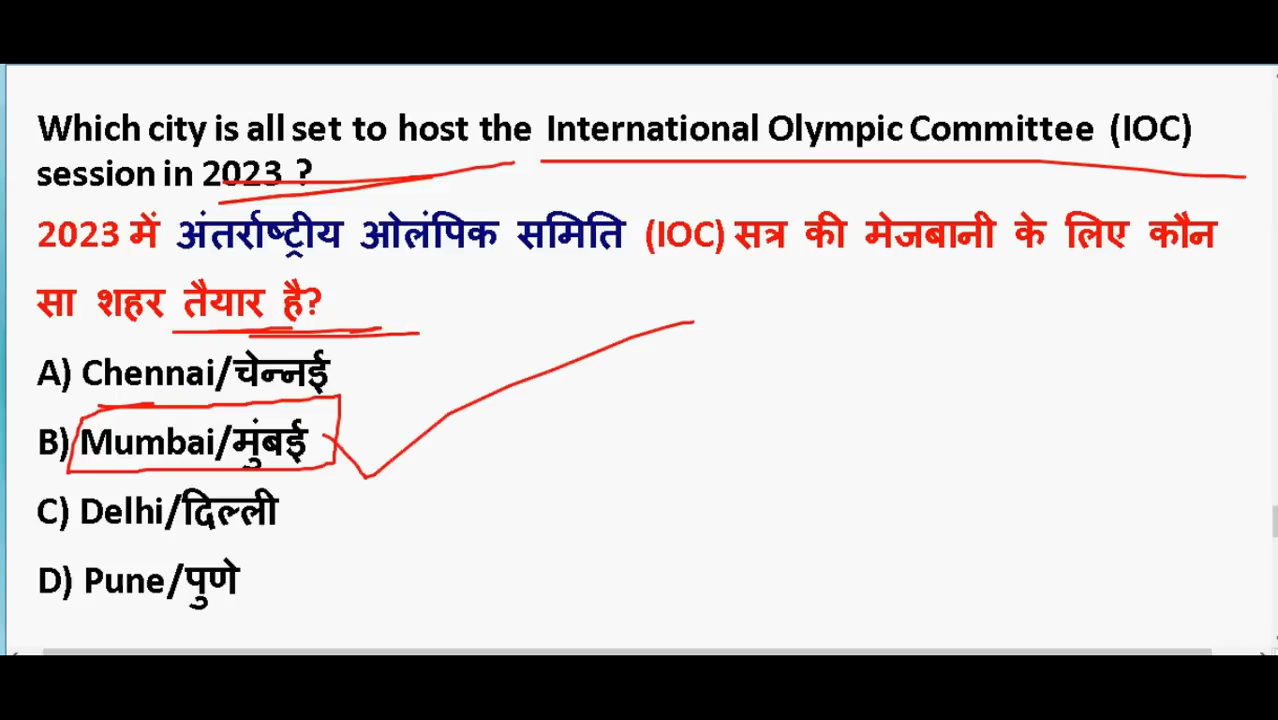 Which city is all set to host the International Olympic Committee (IOC)
session in 2023 ?
2023 में अंतर्राष्ट्रीय ओलंपिक समिति (IOC) सत्र की मेजबानी के लिए कौन
सा शहर तैयार है?
A) Chennai/चेन्नई
B) Mumbai/मुंबई
C) Delhi/दिल्ली
D) Pune/पुणे